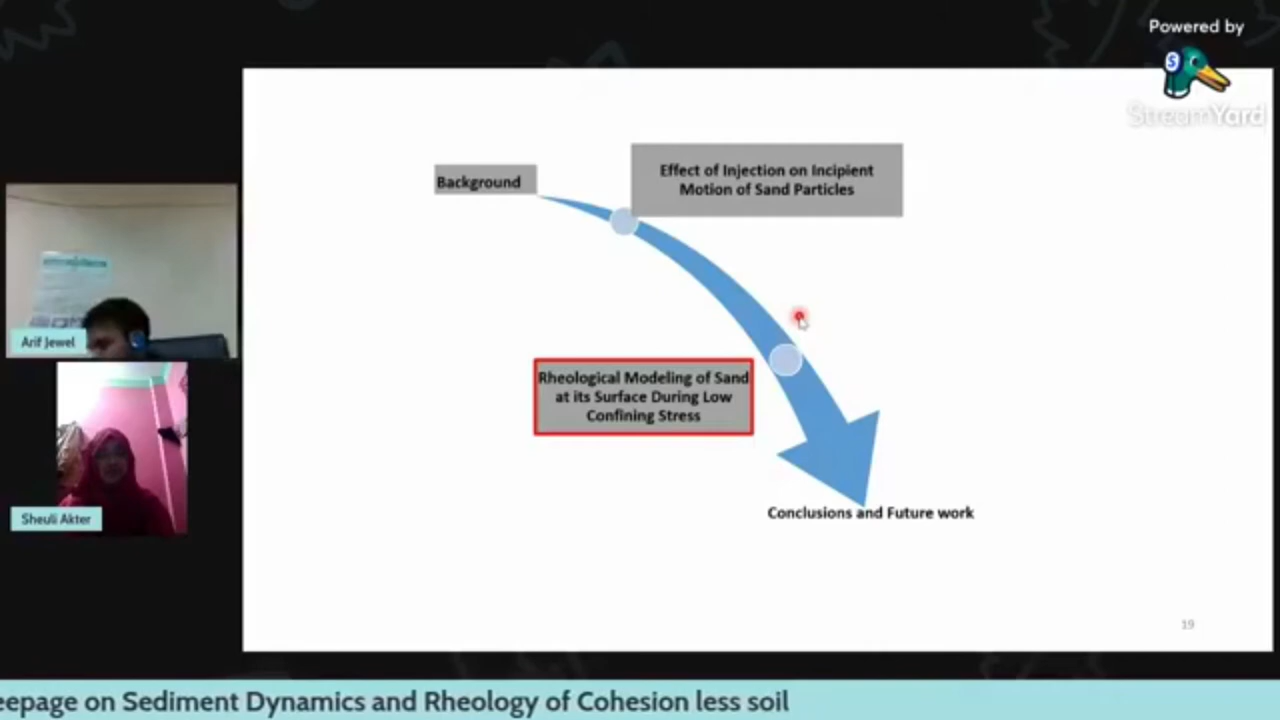 Powered by
StreamYard
Background
Effect of Injection on Incipient
Motion of Sand Particles
Rheological Modeling of Sand
at its Surface During Low
Confining Stress
Conclusions and Future work
19
Arif Jewel
Sheuli Akter
eepage on Sediment Dynamics and Rheology of Cohesion less soil